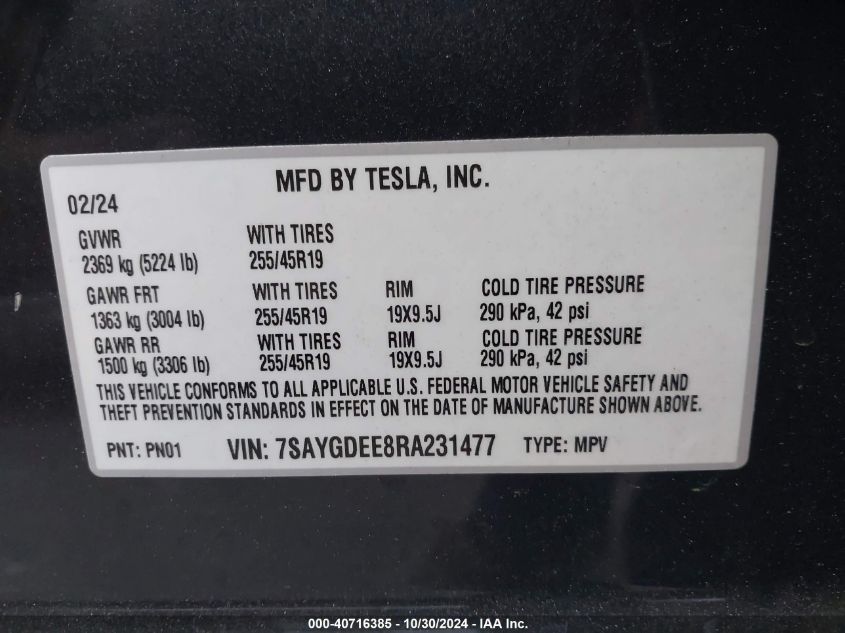 MFD BY TESLA, INC.
02/24
GVWR WITH TIRES
2369 kg (5224 lb) 255/45R19
GAWR FRT WITH TIRES RIM COLD TIRE PRESSURE
1363 kg (3004 lb) 255/45R19 19X9.5J 290 kPa, 42 psi
GAWR RR WITH TIRES RIM COLD TIRE PRESSURE
1500 kg (3306 lb) 255/45R19 19X9.5J 290 kPa, 42 psi
THIS VEHICLE CONFORMS TO ALL APPLICABLE U.S. FEDERAL MOTOR VEHICLE SAFETY AND
THEFT PREVENTION STANDARDS IN EFFECT ON THE DATE OF MANUFACTURE SHOWN ABOVE.
PNT: PN01 VIN: 7SAYGDEE8RA231477 TYPE: MPV
000-40716385 - 10/30/2024 - IAA Inc.